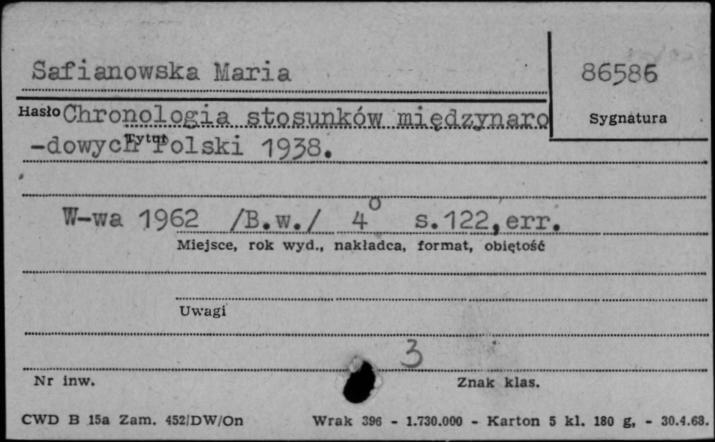 Safianowska Maria
86586
Hasło Chronologia stosunków międzynaro
Sygnatura
-dowych Polski 1938.
Tytuł
W-wa 1962 /B.w./ 4° s.122,err.
Miejsce, rok wyd., nakładca, format, objętość
Uwagi
3
Nr inw.
Znak klas.
CWD B 15a Zam. 452/DW/On Wrak 396 - 1.730.000 - Karton 5 kl. 180 g, - 30.4.68.